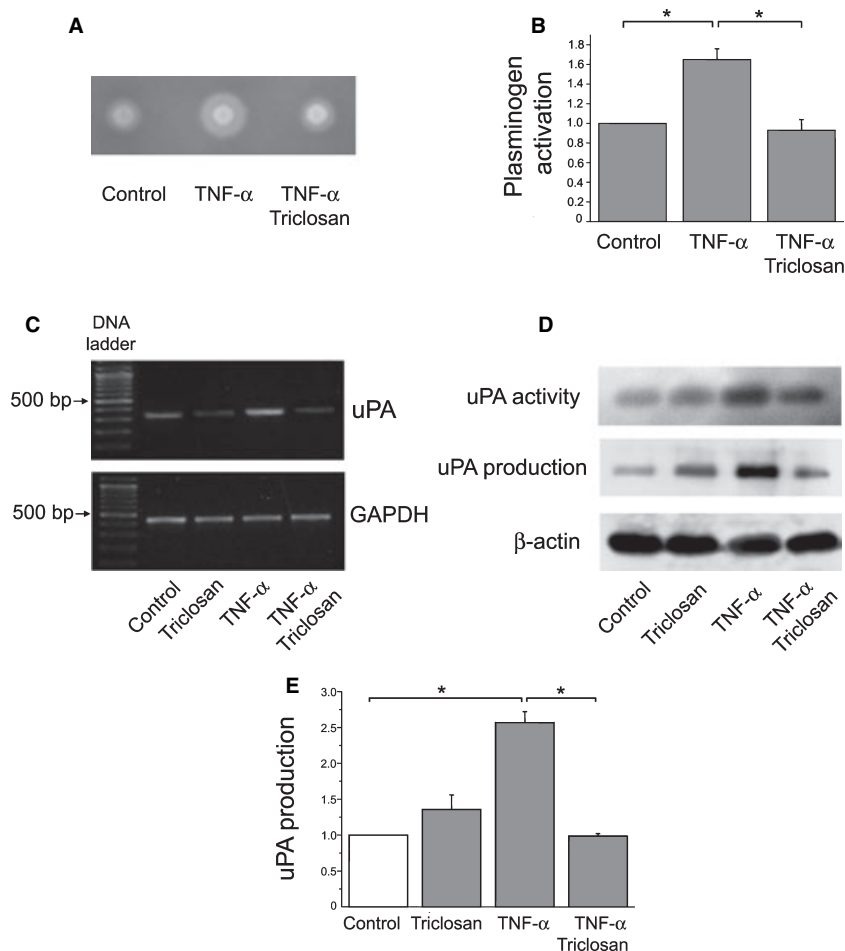 A
Control
TNF-α
TNF-α
Triclosan
B
*
*
Plasminogen
activation
1.8
1.6
1.4
1.2
1.0
0.8
0.6
0.4
0.2
0
Control
TNF-α
TNF-α
Triclosan
C
DNA
ladder
500 bp
uPA
500 bp
GAPDH
Control
Triclosan
TNF-α
TNF-α
Triclosan
D
uPA activity
uPA production
β-actin
Control
Triclosan
TNF-α
TNF-α
Triclosan
E
*
*
uPA production
3.0
2.5
2.0
1.5
1.0
0.5
0
Control
Triclosan
TNF-α
TNF-α
Triclosan